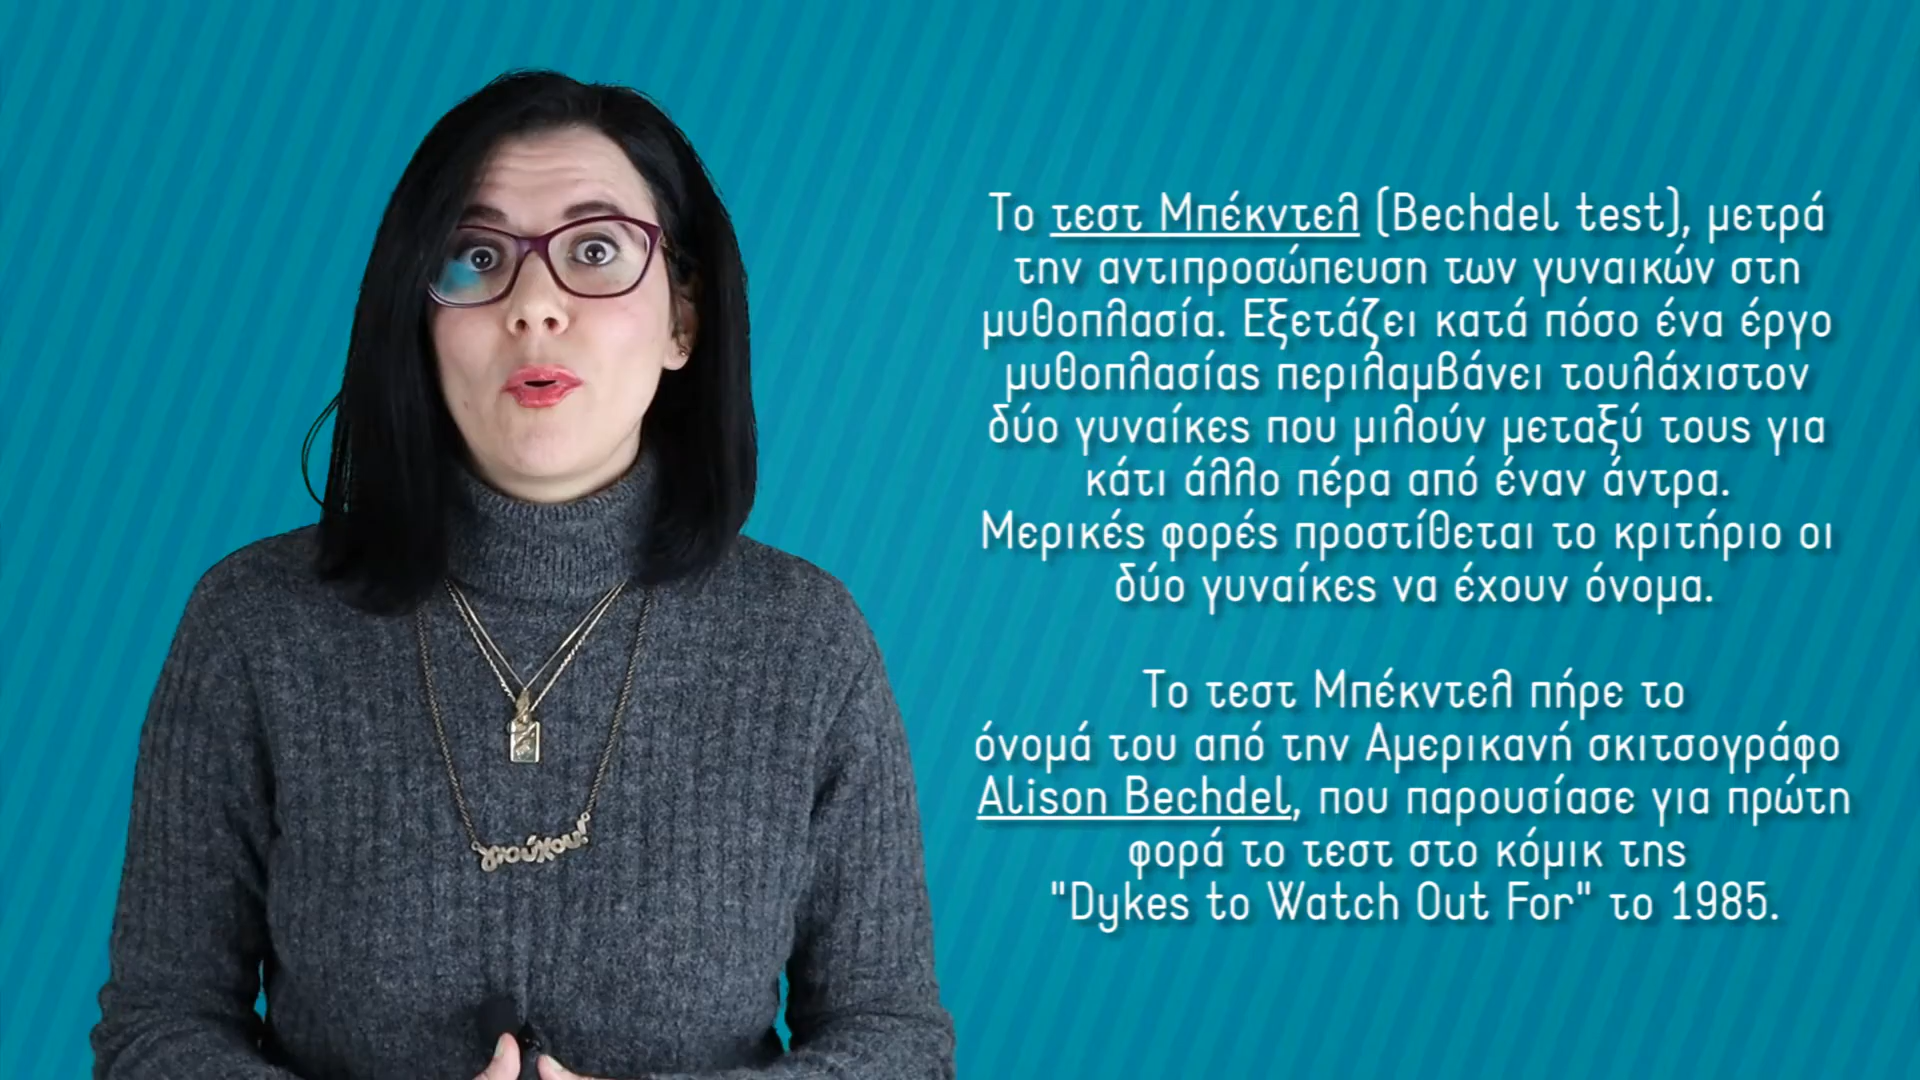 Το τεστ Μπέκντελ (Bechdel test), μετρά
την αντιπροσώπευση των γυναικών στη
μυθοπλασία. Εξετάζει κατά πόσο ένα έργο
μυθοπλασίας περιλαμβάνει τουλάχιστον
δύο γυναίκες που μιλούν μεταξύ τους για
κάτι άλλο πέρα από έναν άντρα.
Μερικές φορές προστίθεται το κριτήριο οι
δύο γυναίκες να έχουν όνομα.
Το τεστ Μπέκντελ πήρε το
όνομά του από την Αμερικανή σκιτσογράφο
Alison Bechdel, που παρουσίασε για πρώτη
φορά το τεστ στο κόμικ της
"Dykes to Watch Out For" το 1985.
γιούχου!